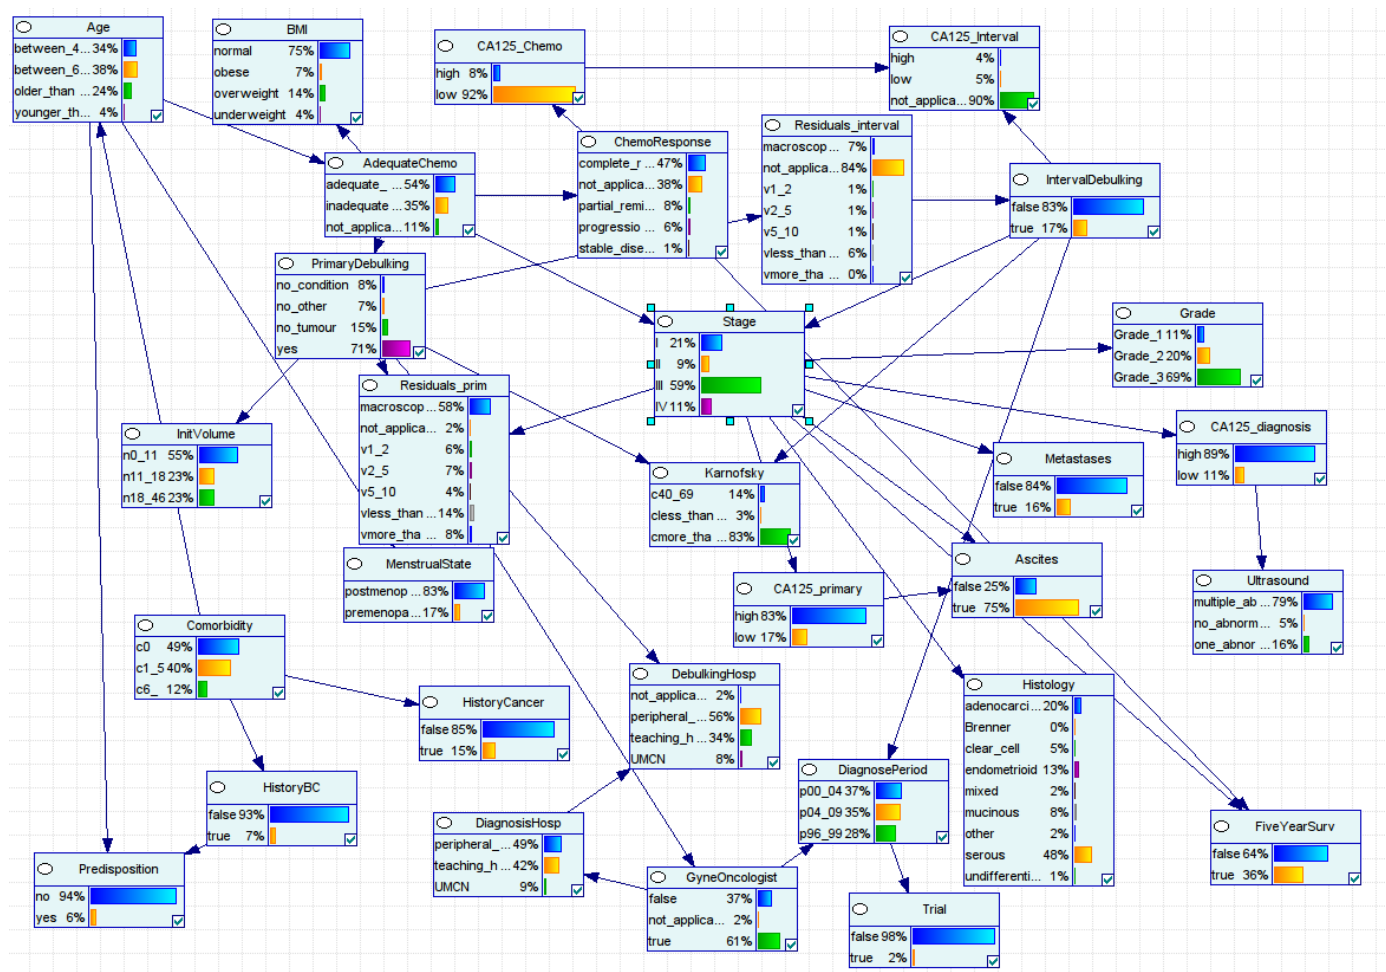 Age
between_4... 34%
between_6... 38%
older_than ... 24%
younger_th... 4%
BMI
normal 75%
obese 7%
overweight 14%
underweight 4%
CA125_Chemo
high 8%
low 92%
CA125_Interval
high 4%
low 5%
not_applica... 90%
AdequateChemo
adequate_ ... 54%
inadequate ... 35%
not_applica... 11%
ChemoResponse
complete_r ... 47%
not_applica... 38%
partial_remi... 8%
progressio ... 6%
stable_dise... 1%
Residuals_interval
macroscop ... 7%
not_applica... 84%
v1_2 1%
v2_5 1%
v5_10 1%
vless_than ... 6%
vmore_tha ... 0%
IntervalDebulking
false 83%
true 17%
PrimaryDebulking
no_condition 8%
no_other 7%
no_tumour 15%
yes 71%
Stage
I 21%
II 9%
III 59%
IV 11%
Grade
Grade_1 11%
Grade_2 20%
Grade_3 69%
Residuals_prim
macroscop ... 58%
not_applica... 2%
v1_2 6%
v2_5 7%
v5_10 4%
vless_than ... 14%
vmore_tha ... 8%
InitVolume
n0_11 55%
n11_18 23%
n18_46 23%
Karnofsky
c40_69 14%
cless_than ... 3%
cmore_tha ... 83%
Metastases
false 84%
true 16%
CA125_diagnosis
high 89%
low 11%
MenstrualState
postmenop ... 83%
premenopa... 17%
CA125_primary
high 83%
low 17%
Ascites
false 25%
true 75%
Ultrasound
multiple_ab ... 79%
no_abnorm ... 5%
one_abnor ... 16%
Comorbidity
c0 49%
c1_5 40%
c6_ 12%
HistoryCancer
false 85%
true 15%
DebulkingHosp
not_applica... 2%
peripheral_... 56%
teaching_h ... 34%
UMCN 8%
Histology
adenocarci... 20%
Brenner 0%
clear_cell 5%
endometrioid 13%
mixed 2%
mucinous 8%
other 2%
serous 48%
undifferenti... 1%
HistoryBC
false 93%
true 7%
DiagnosePeriod
p00_04 37%
p04_09 35%
p96_99 28%
DiagnosisHosp
peripheral_... 49%
teaching_h ... 42%
UMCN 9%
FiveYearSurv
false 64%
true 36%
Predisposition
no 94%
yes 6%
GyneOncologist
false 37%
not_applica... 2%
true 61%
Trial
false 98%
true 2%